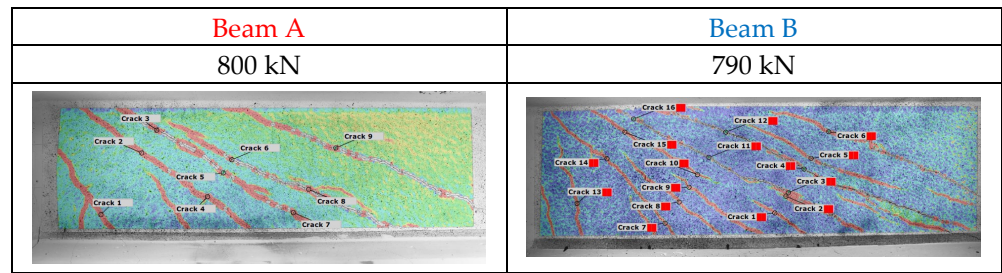 Beam A
Beam B
800 kN
790 kN
Crack 3
Crack 2
Crack 9
Crack 6
Crack 5
Crack 1
Crack 4
Crack 8
Crack 7
Crack 16
Crack 12
Crack 6
Crack 15
Crack 11
Crack 14
Crack 10
Crack 4
Crack 5
Crack 13
Crack 9
Crack 3
Crack 8
Crack 2
Crack 1
Crack 7